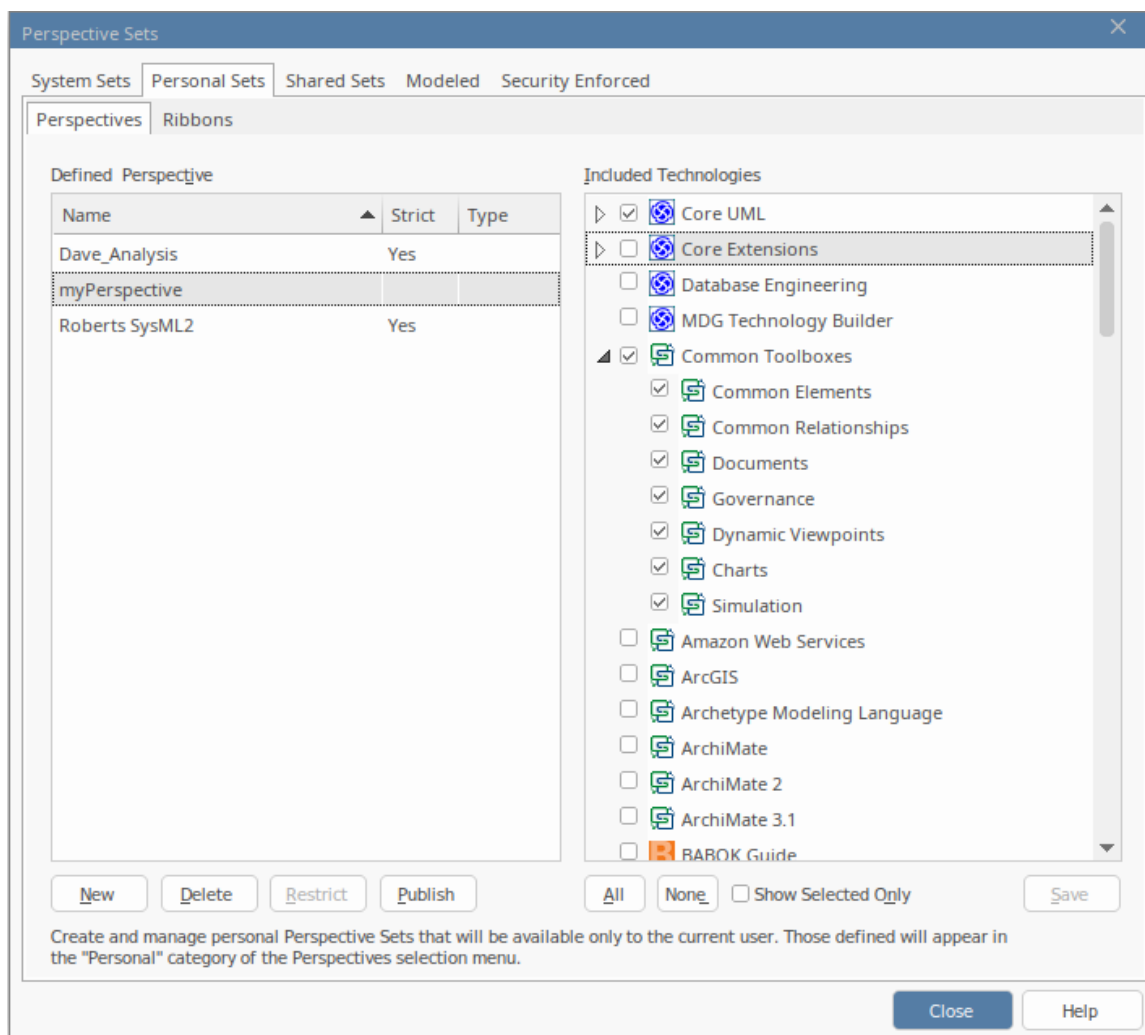 Perspective Sets
System Sets Personal Sets Shared Sets Modeled Security Enforced
Perspectives Ribbons
Defined Perspective
Name Strict Type
Dave_Analysis Yes
myPerspective
Roberts SysML2 Yes
Included Technologies
Core UML
Core Extensions
Database Engineering
MDG Technology Builder
Common Toolboxes
Common Elements
Common Relationships
Documents
Governance
Dynamic Viewpoints
Charts
Simulation
Amazon Web Services
ArcGIS
Archetype Modeling Language
ArchiMate
ArchiMate 2
ArchiMate 3.1
BABOK Guide
New Delete Restrict Publish
All None Show Selected Only Save
Create and manage personal Perspective Sets that will be available only to the current user. Those defined will appear in
the "Personal" category of the Perspectives selection menu.
Close Help